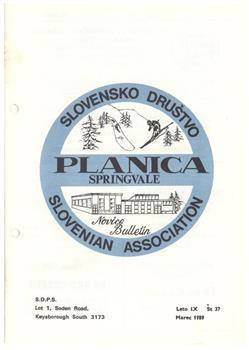 SLOVENSKO DRUŠTVO
PLANICA
SPRINGVALE
Novice
Bulletin
SLOVENIAN ASSOCIATION
S.D.P.S.
Lot 1, Soden Road,
Keysborough South 3173
Leto IX Št 37
Marec 1989